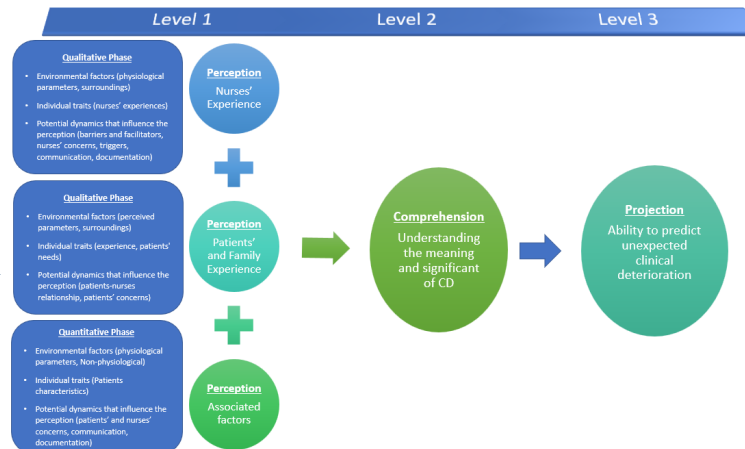 Level 1
Level 2
Level 3
Qualitative Phase
• Environmental factors (physiological
parameters, surroundings)
• Individual traits (nurses' experiences)
• Potential dynamics that influence the
perception (barriers and facilitators,
nurses' concerns, triggers,
communication, documentation)
Perception
Nurses'
Experience
Qualitative Phase
• Environmental factors (perceived
parameters, surroundings)
• Individual traits (experience, patients'
needs)
• Potential dynamics that influence the
perception (patients-nurses
relationship, patients' concerns)
Perception
Patients'
and Family
Experience
Comprehension
Understanding
the meaning
and significant
of CD
Projection
Ability to predict
unexpected
clinical
deterioration
Quantitative Phase
• Environmental factors (physiological
parameters, Non-physiological)
• Individual traits (Patients
characteristics)
• Potential dynamics that influence the
perception (patients' and nurses'
concerns, communication,
documentation)
Perception
Associated
factors